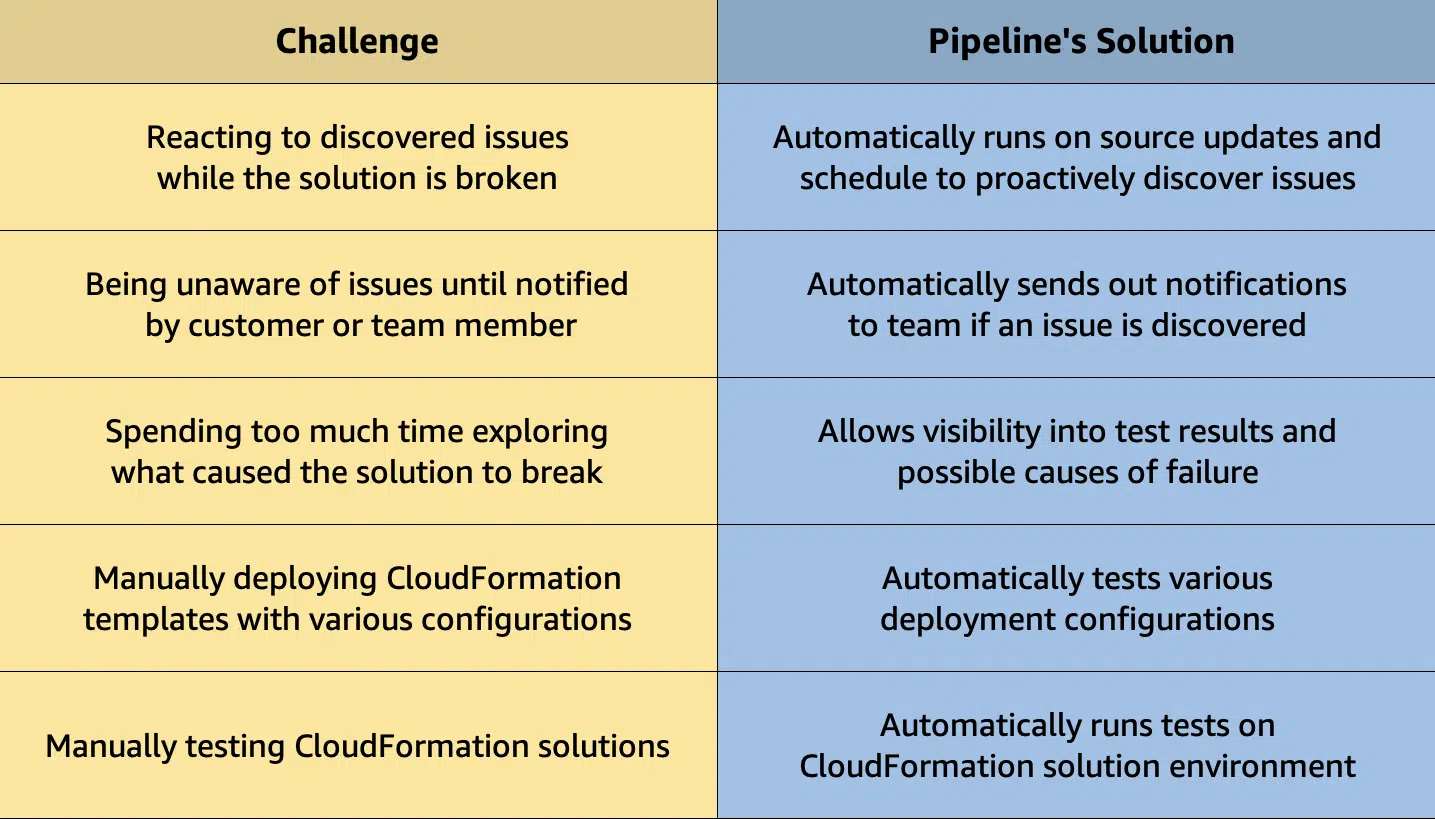 Challenge
Pipeline's Solution
Reacting to discovered issues
while the solution is broken
Automatically runs on source updates and
schedule to proactively discover issues
Being unaware of issues until notified
by customer or team member
Automatically sends out notifications
to team if an issue is discovered
Spending too much time exploring
what caused the solution to break
Allows visibility into test results and
possible causes of failure
Manually deploying CloudFormation
templates with various configurations
Automatically tests various
deployment configurations
Manually testing CloudFormation solutions
Automatically runs tests on
CloudFormation solution environment